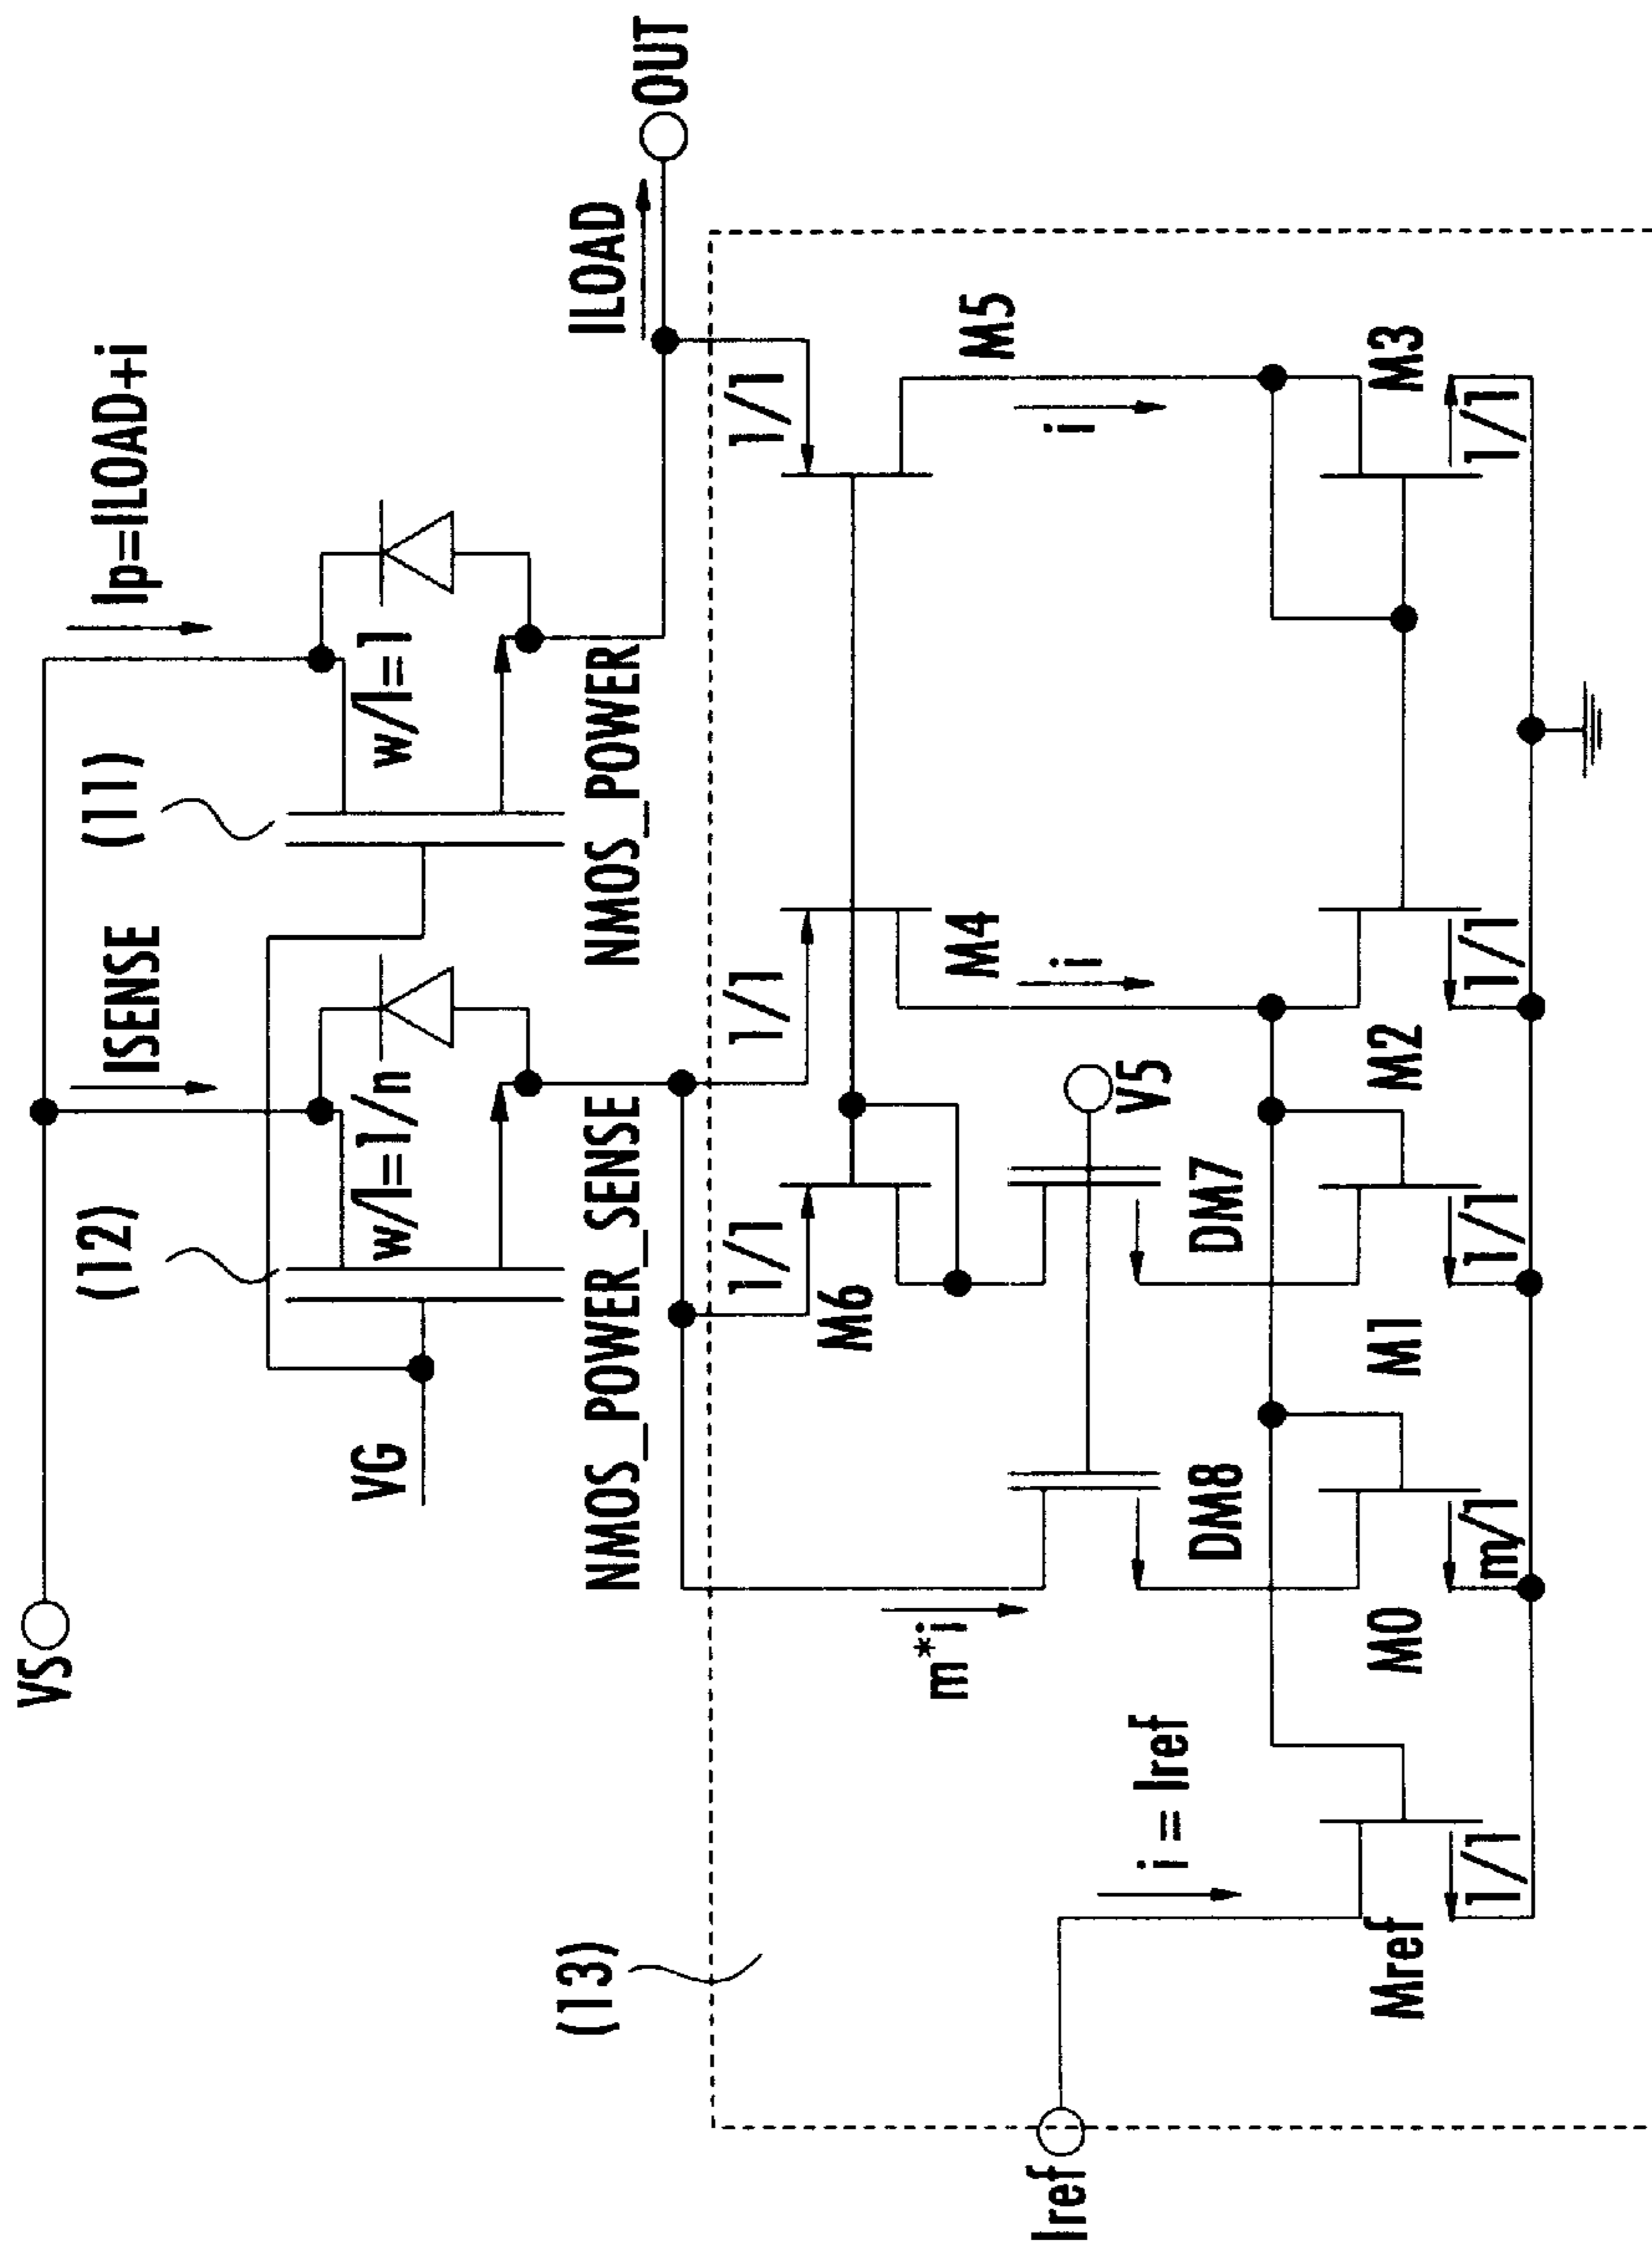 VS
Ip=ILOAD+i
ISENSE
(11)
(12)
w/l=1
w/l=1/n
VG
NMOS_POWER
NMOS_POWER_SENSE
ILOAD
OUT
(13)
1/1
1/1
1/1
M6
M4
M5
m*i
i
i
V5
DM8
DM7
i = Iref
Iref
Mref
M0
M1
M2
M3
1/1
m/1
1/1
1/1
1/1